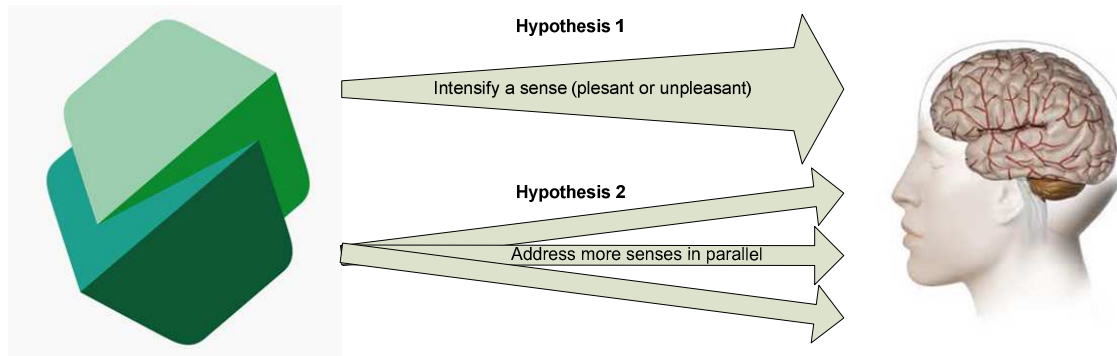 Hypothesis 1
Intensify a sense (plesant or unpleasant)
Hypothesis 2
Address more senses in parallel